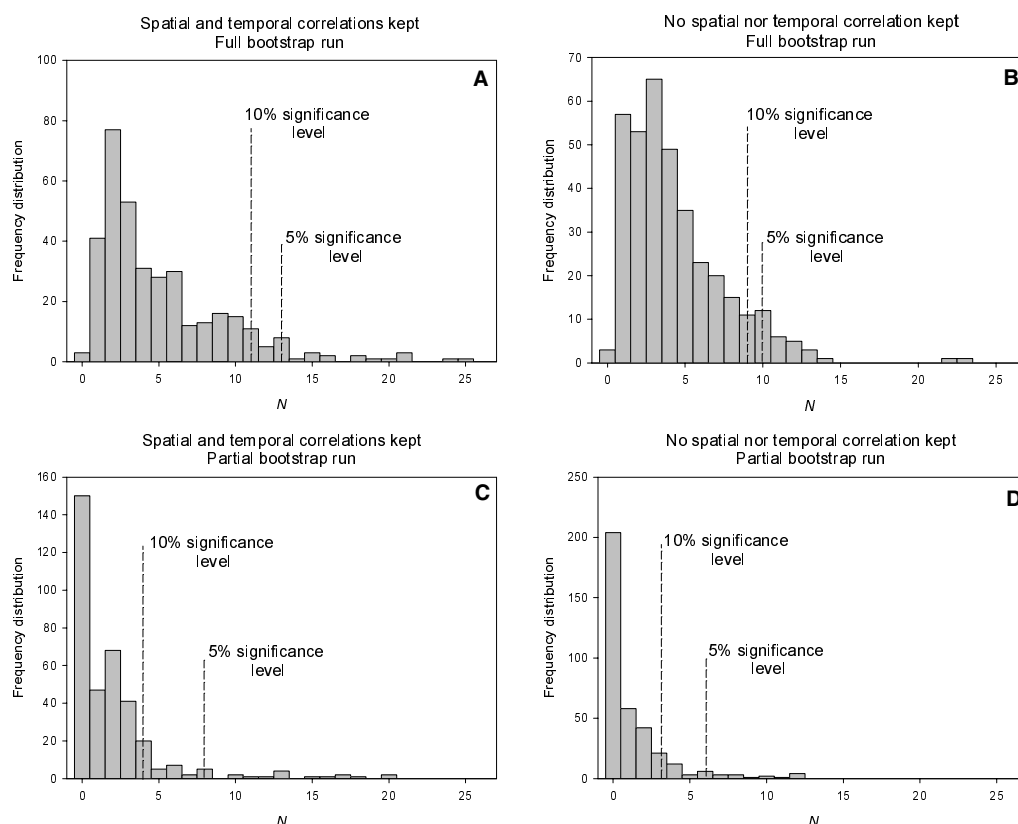 Spatial and temporal correlations kept
Full bootstrap run
A
100
80
60
40
20
0
Frequency distribution
10% significance
level
5% significance
level
0 5 10 15 20 25
N
No spatial nor temporal correlation kept
Full bootstrap run
B
70
60
50
40
30
20
10
0
Frequency distribution
10% significance
level
5% significance
level
0 5 10 15 20 25
N
Spatial and temporal correlations kept
Partial bootstrap run
C
160
140
120
100
80
60
40
20
0
Frequency distribution
10% significance
level
5% significance
level
0 5 10 15 20 25
N
No spatial nor temporal correlation kept
Partial bootstrap run
D
250
200
150
100
50
0
Frequency distribution
10% significance
level
5% significance
level
0 5 10 15 20 25
N